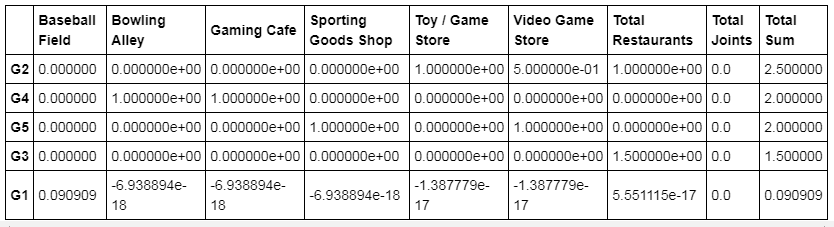 Baseball Field Bowling Alley Gaming Cafe Sporting Goods Shop Toy / Game Store Video Game Store Total Restaurants Total Joints Total Sum
G2 0.000000 0.000000e+00 0.000000e+00 0.000000e+00 1.000000e+00 5.000000e-01 1.000000e+00 0.0 2.500000
G4 0.000000 1.000000e+00 1.000000e+00 0.000000e+00 0.000000e+00 0.000000e+00 0.000000e+00 0.0 2.000000
G5 0.000000 0.000000e+00 0.000000e+00 1.000000e+00 0.000000e+00 1.000000e+00 0.000000e+00 0.0 2.000000
G3 0.000000 0.000000e+00 0.000000e+00 0.000000e+00 0.000000e+00 0.000000e+00 1.500000e+00 0.0 1.500000
G1 0.090909 -6.938894e-18 -6.938894e-18 -6.938894e-18 -1.387779e-17 -1.387779e-17 5.551115e-17 0.0 0.090909